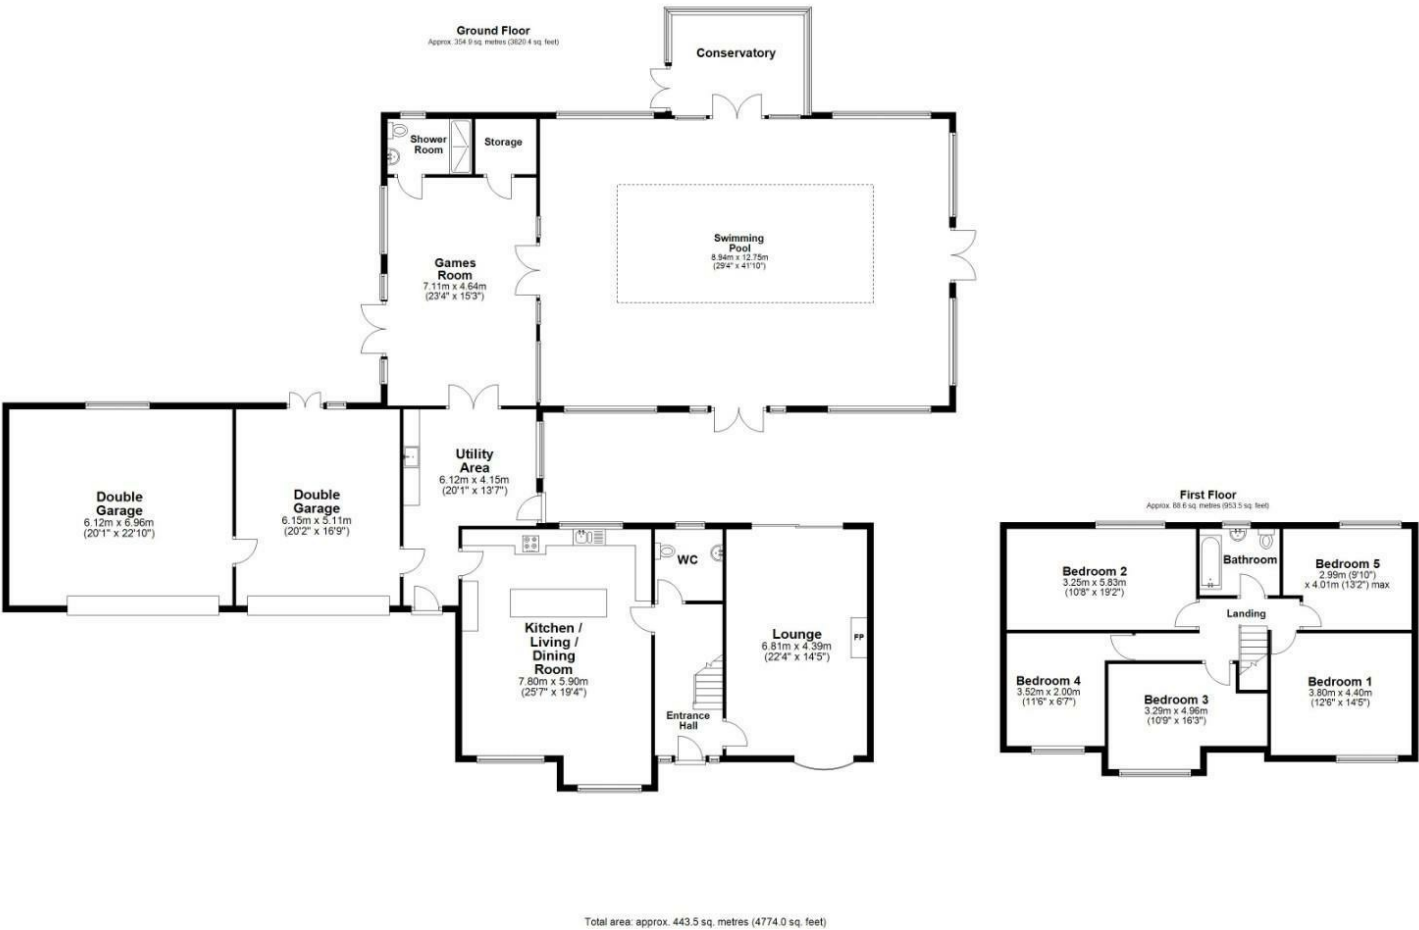 Ground Floor
Approx. 354.9 sq. metres (3820.4 sq. feet)
Conservatory
Shower
Room
Storage
Games
Room
7.11m x 4.64m
(23'4" x 15'3")
Swimming
Pool
8.94m x 12.75m
(29'4" x 41'10")
Double
Garage
6.12m x 6.96m
(20'1" x 22'10")
Double
Garage
6.15m x 5.11m
(20'2" x 16'9")
Utility
Area
6.12m x 4.15m
(20'1" x 13'7")
WC
Kitchen /
Living /
Dining
Room
7.80m x 5.90m
(25'7" x 19'4")
Lounge
6.81m x 4.39m
(22'4" x 14'5")
FP
Entrance
Hall
First Floor
Approx. 88.6 sq. metres (953.5 sq. feet)
Bedroom 2
3.25m x 5.83m
(10'8" x 19'2")
Bathroom
Bedroom 5
2.99m (9'10")
x 4.01m (13'2") max
Landing
Bedroom 4
3.52m x 2.00m
(11'6" x 6'7")
Bedroom 3
3.29m x 4.96m
(10'9" x 16'3")
Bedroom 1
3.80m x 4.40m
(12'6" x 14'5")
Total area: approx. 443.5 sq. metres (4774.0 sq. feet)